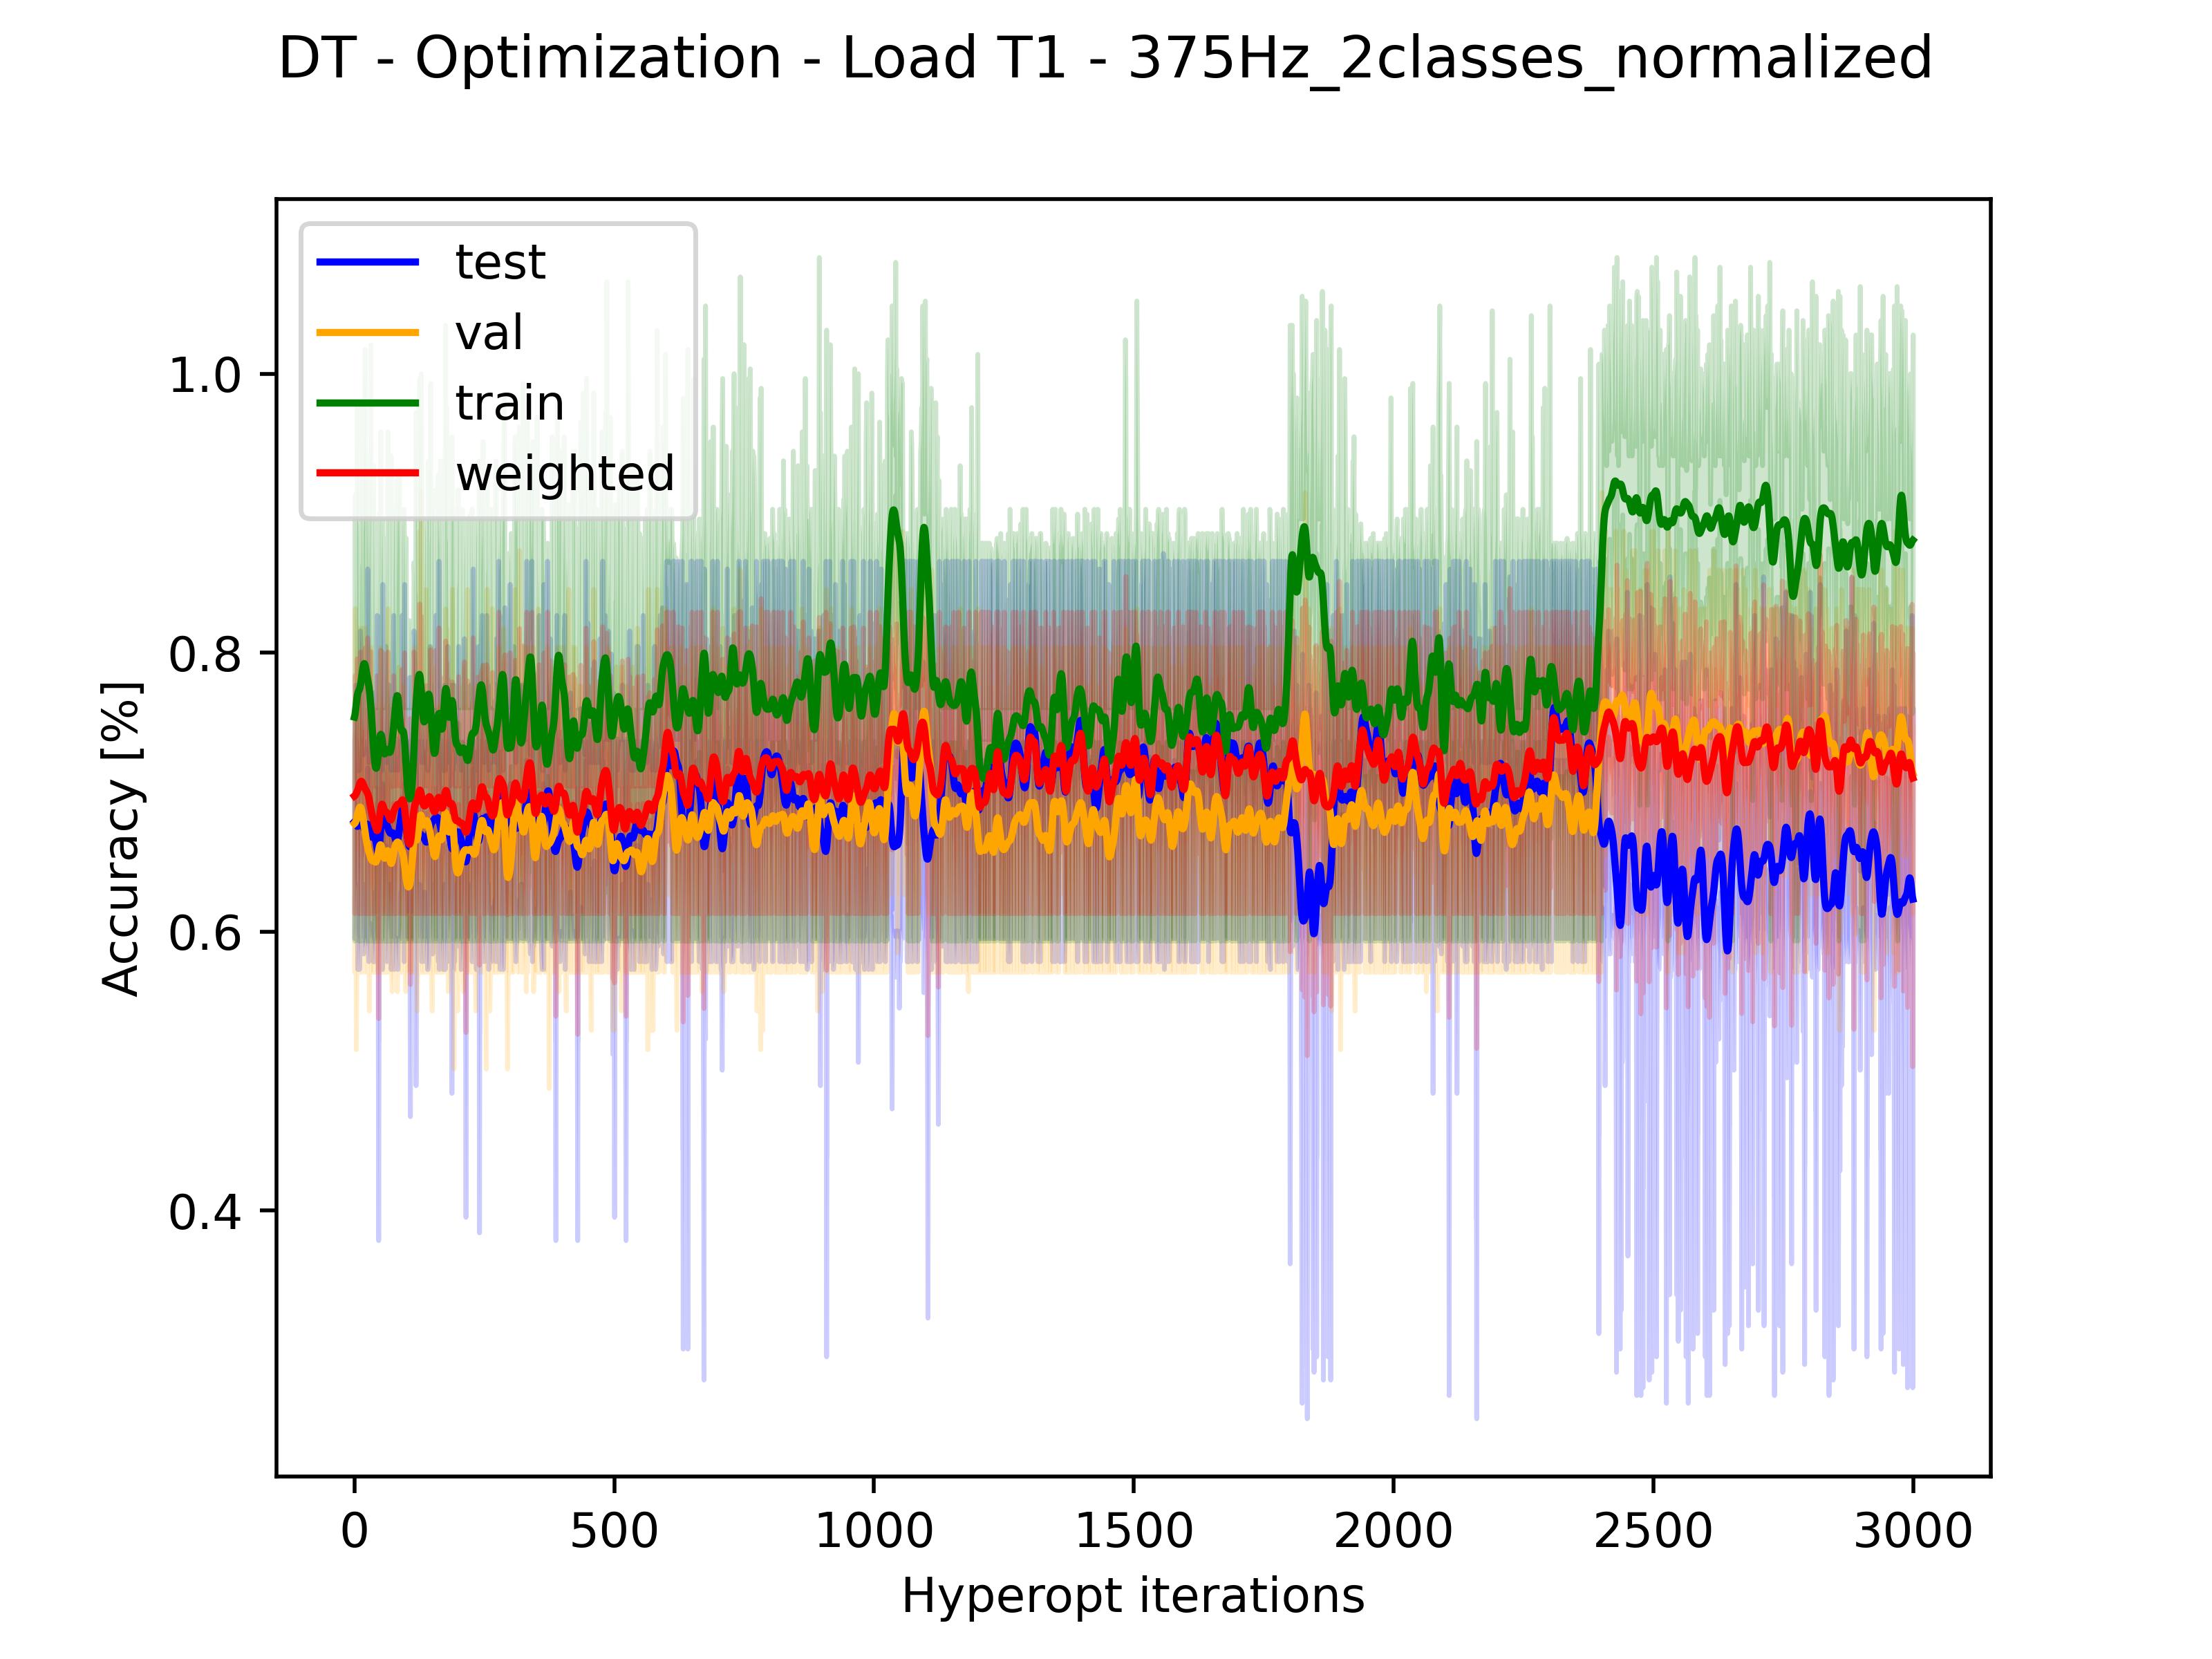 DT - Optimization - Load T1 - 375Hz_2classes_normalized
test
val
train
weighted
1.0
0.8
0.6
0.4
Accuracy [%]
0 500 1000 1500 2000 2500 3000
Hyperopt iterations